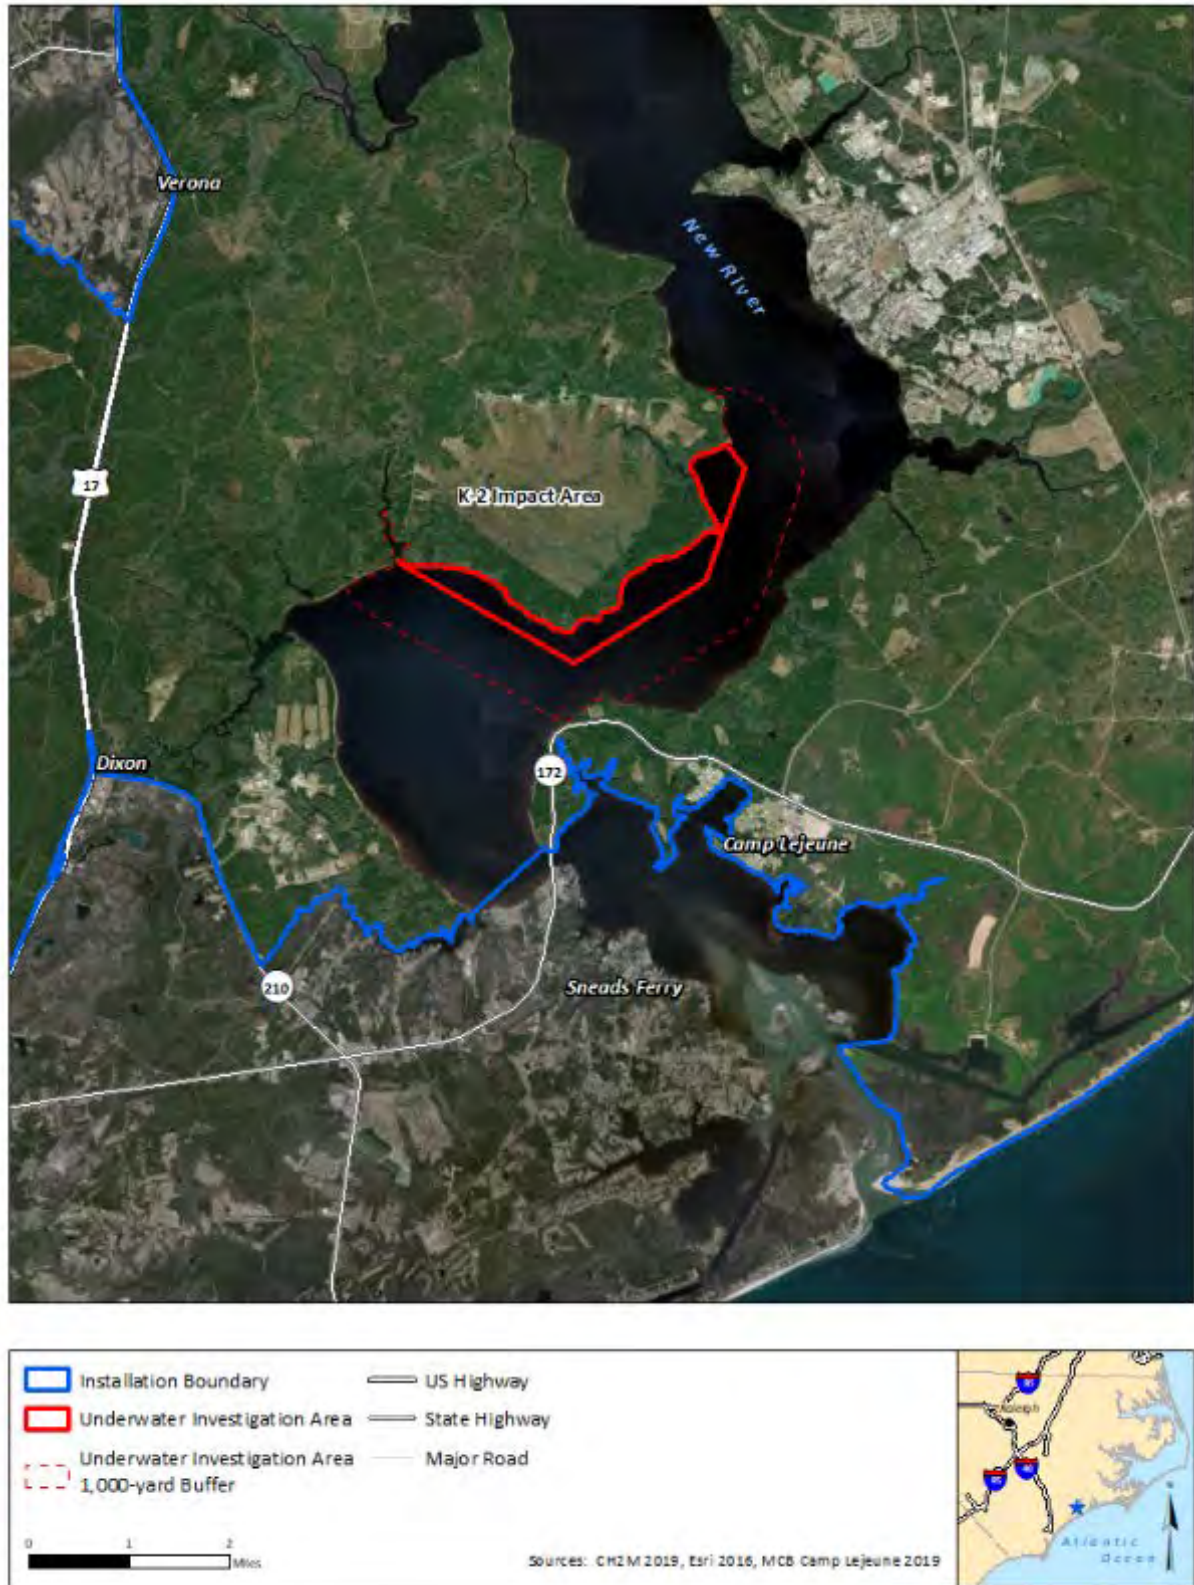 Verona
New River
17
K-2 Impact Area
Dixon
172
Camp Lejeune
210
Sneads Ferry
Installation Boundary
US Highway
Underwater Investigation Area
State Highway
Underwater Investigation Area
1,000-yard Buffer
Major Road
0 1 2
Miles
Sources: CH2M 2019, Esri 2016, MCB Camp Lejeune 2019
Raleigh
40
95
Atlantic
Ocean